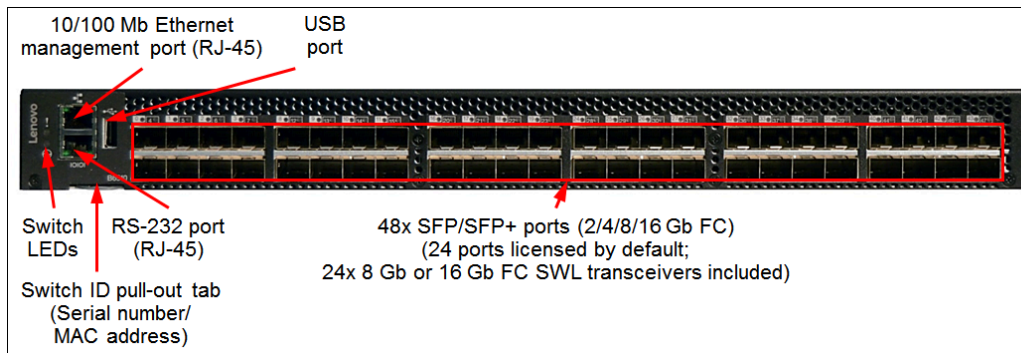 10/100 Mb Ethernet
management port (RJ-45)
USB
port
Lenovo
Switch
LEDs
RS-232 port
(RJ-45)
48x SFP/SFP+ ports (2/4/8/16 Gb FC)
(24 ports licensed by default;
24x 8 Gb or 16 Gb FC SWL transceivers included)
Switch ID pull-out tab
(Serial number/
MAC address)